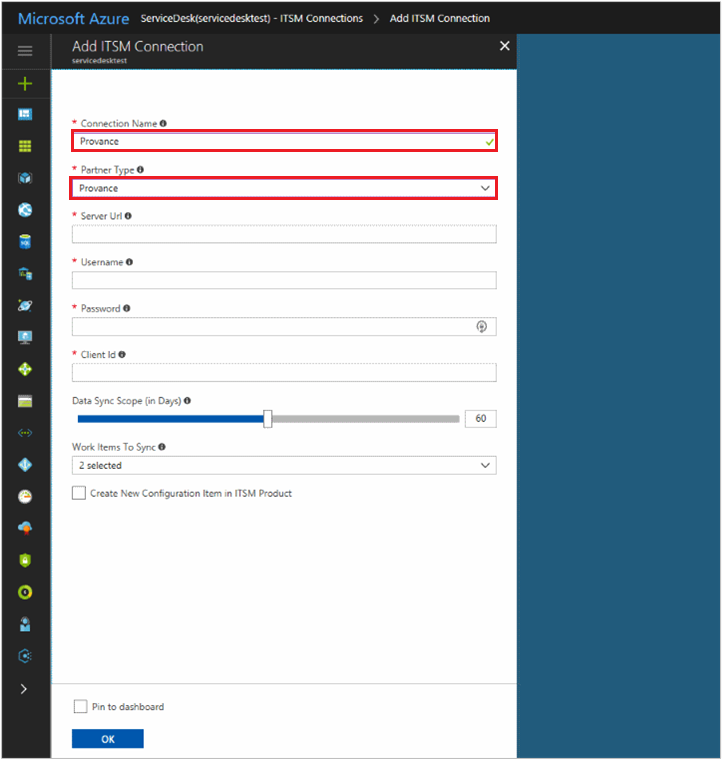 Microsoft Azure ServiceDesk(servicedesktest) - ITSM Connections > Add ITSM Connection
Add ITSM Connection
servicedesktest
* Connection Name
Provance
* Partner Type
Provance
* Server Url
* Username
* Password
* Client Id
Data Sync Scope (in Days)
60
Work Items To Sync
2 selected
Create New Configuration Item in ITSM Product
Pin to dashboard
OK